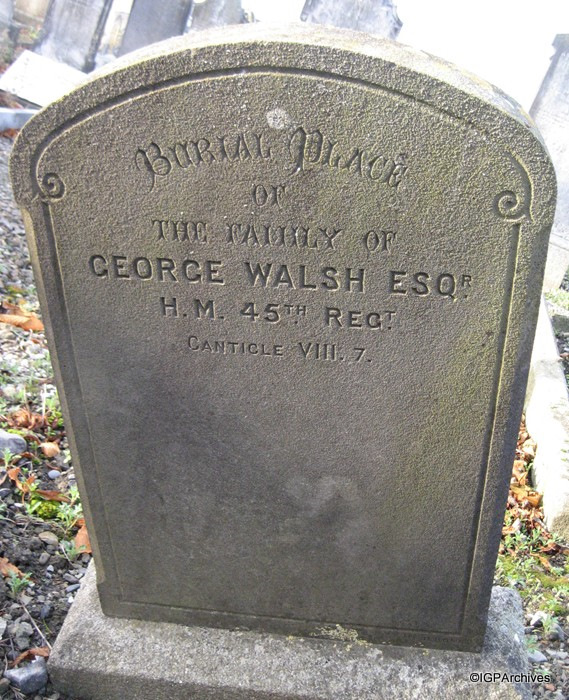 Burial Place
OF
THE FAMILY OF
GEORGE WALSH ESQR.
H.M. 45TH REGT.
CANTICLE VIII. 7.
©IGPArchives